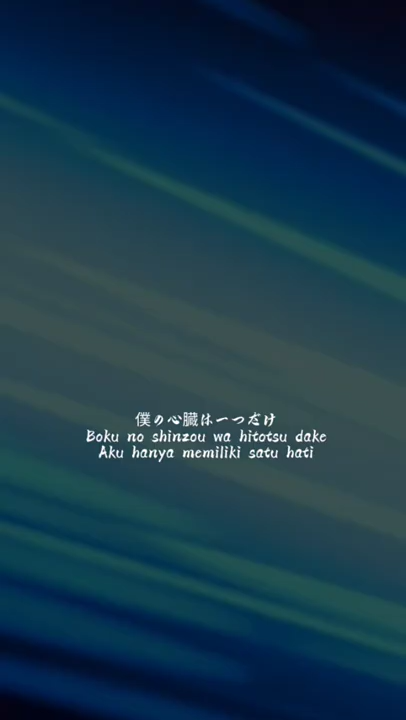 僕の心臓は一つだけ
Boku no shinzou wa hitotsu dake
Aku hanya memiliki satu hati